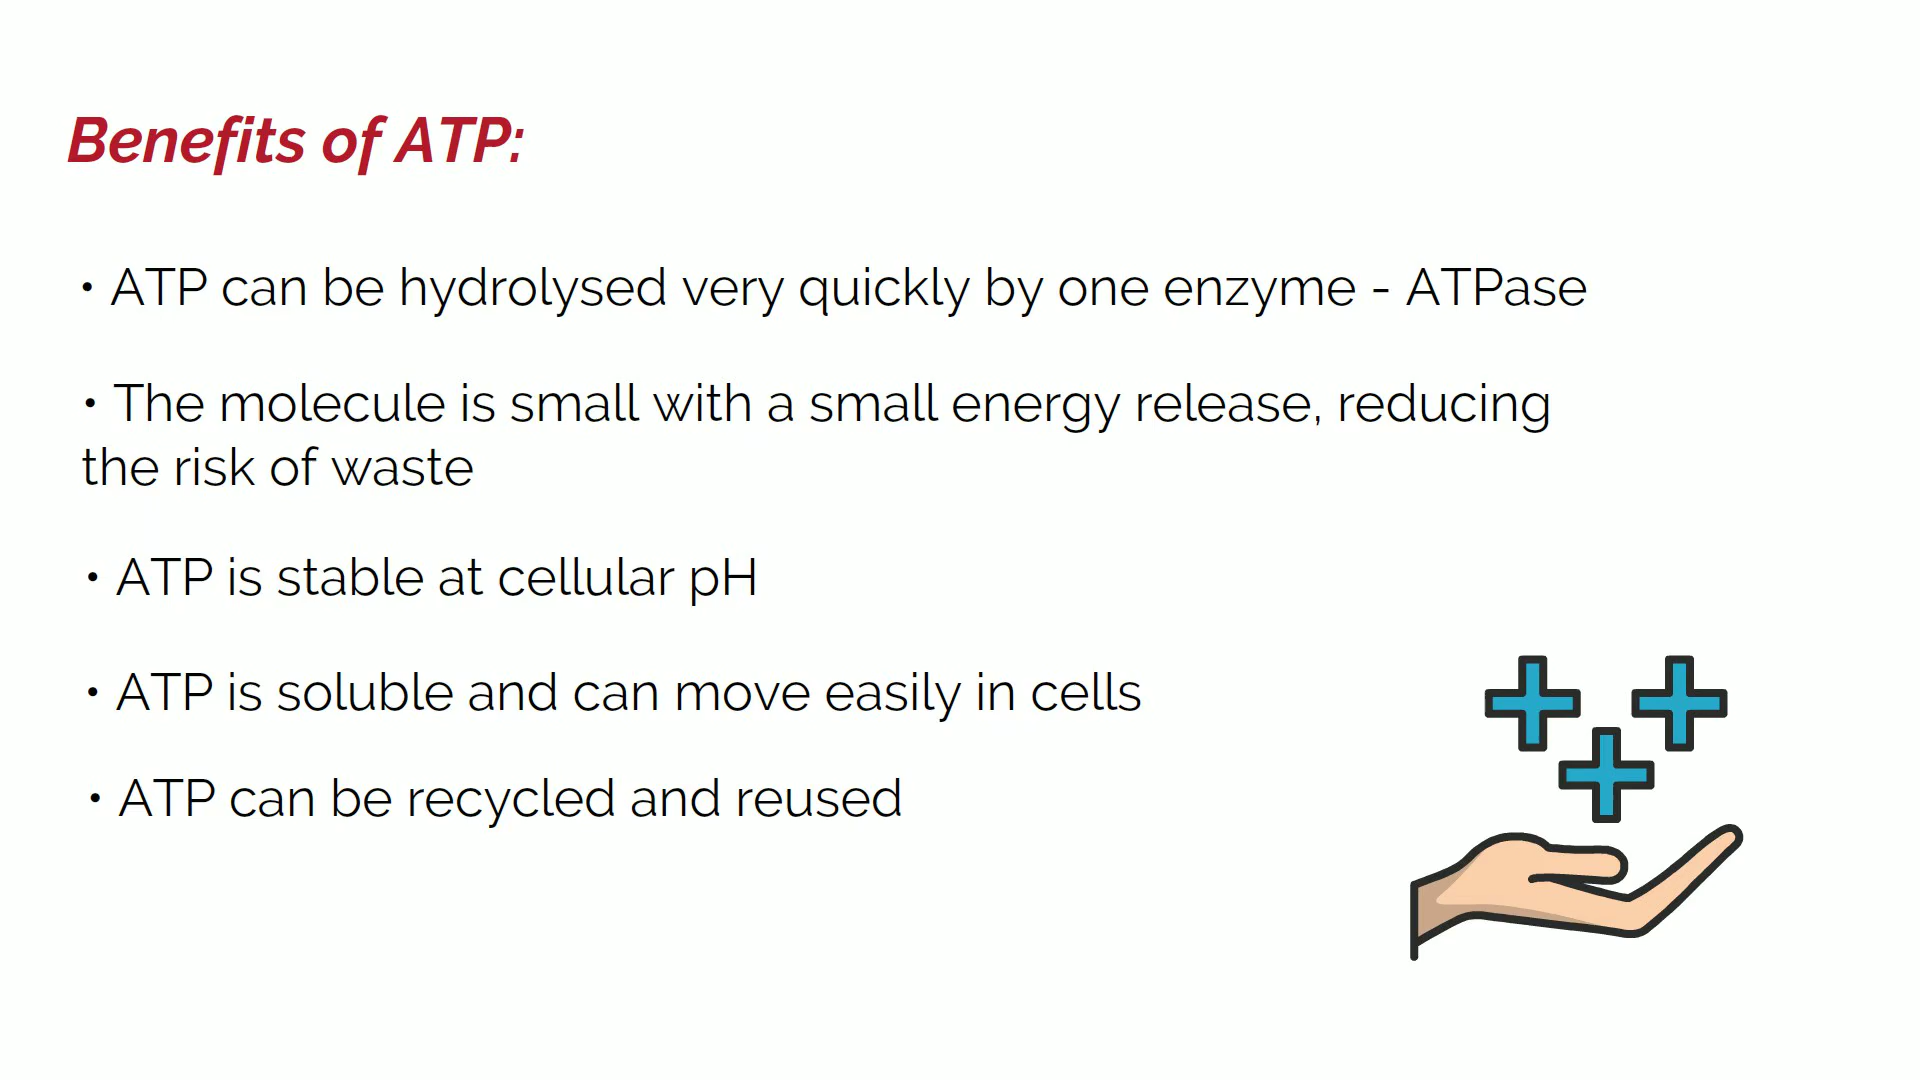 Benefits of ATP:
• ATP can be hydrolysed very quickly by one enzyme - ATPase
• The molecule is small with a small energy release, reducing
the risk of waste
• ATP is stable at cellular pH
• ATP is soluble and can move easily in cells
• ATP can be recycled and reused